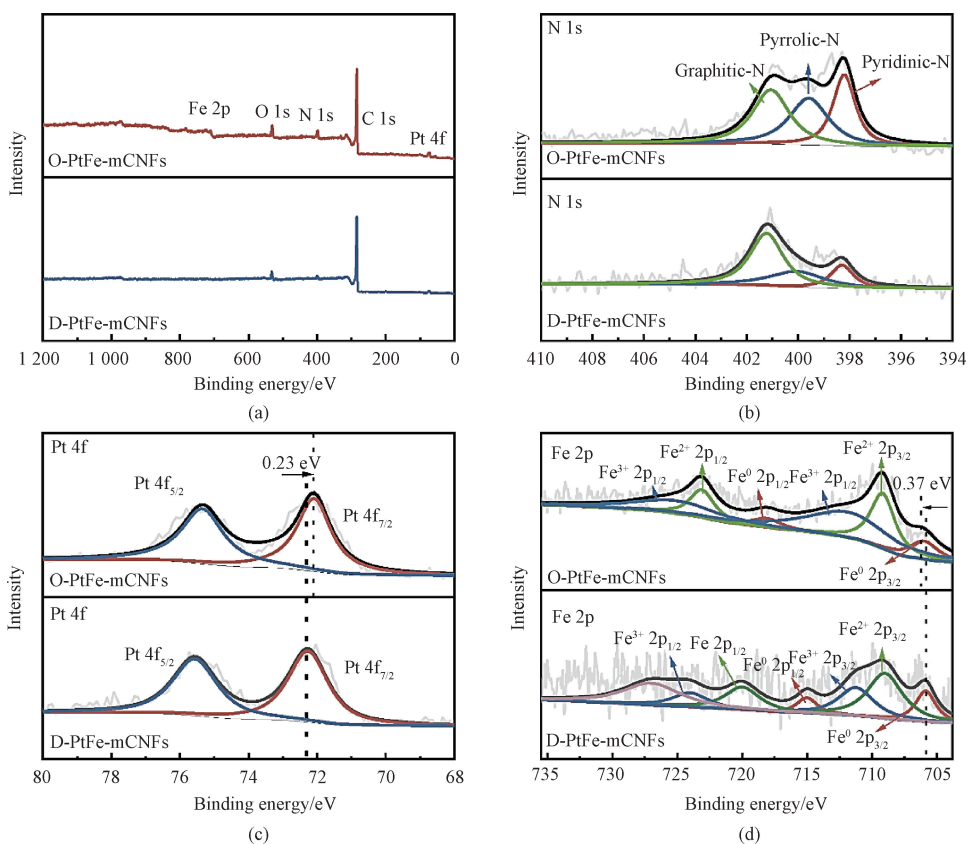 Fe 2p
O 1s
N 1s
C 1s
Pt 4f
O-PtFe-mCNFs
D-PtFe-mCNFs
Intensity
1 200 1 000 800 600 400 200 0
Binding energy/eV
(a)
N 1s
Graphitic-N
Pyrrolic-N
Pyridinic-N
O-PtFe-mCNFs
N 1s
D-PtFe-mCNFs
Intensity
410 408 406 404 402 400 398 396 394
Binding energy/eV
(b)
Pt 4f
0.23 eV
Pt 4f5/2
Pt 4f7/2
O-PtFe-mCNFs
Pt 4f
Pt 4f5/2
Pt 4f7/2
D-PtFe-mCNFs
Intensity
80 78 76 74 72 70 68
Binding energy/eV
(c)
Fe 2p
Fe3+ 2p1/2
Fe2+ 2p1/2
Fe0 2p1/2
Fe3+ 2p1/2
Fe2+ 2p3/2
0.37 eV
Fe0 2p3/2
O-PtFe-mCNFs
Fe 2p
Fe3+ 2p1/2
Fe 2p1/2
Fe0 2p1/2
Fe3+ 2p3/2
Fe2+ 2p3/2
Fe0 2p3/2
D-PtFe-mCNFs
Intensity
735 730 725 720 715 710 705
Binding energy/eV
(d)